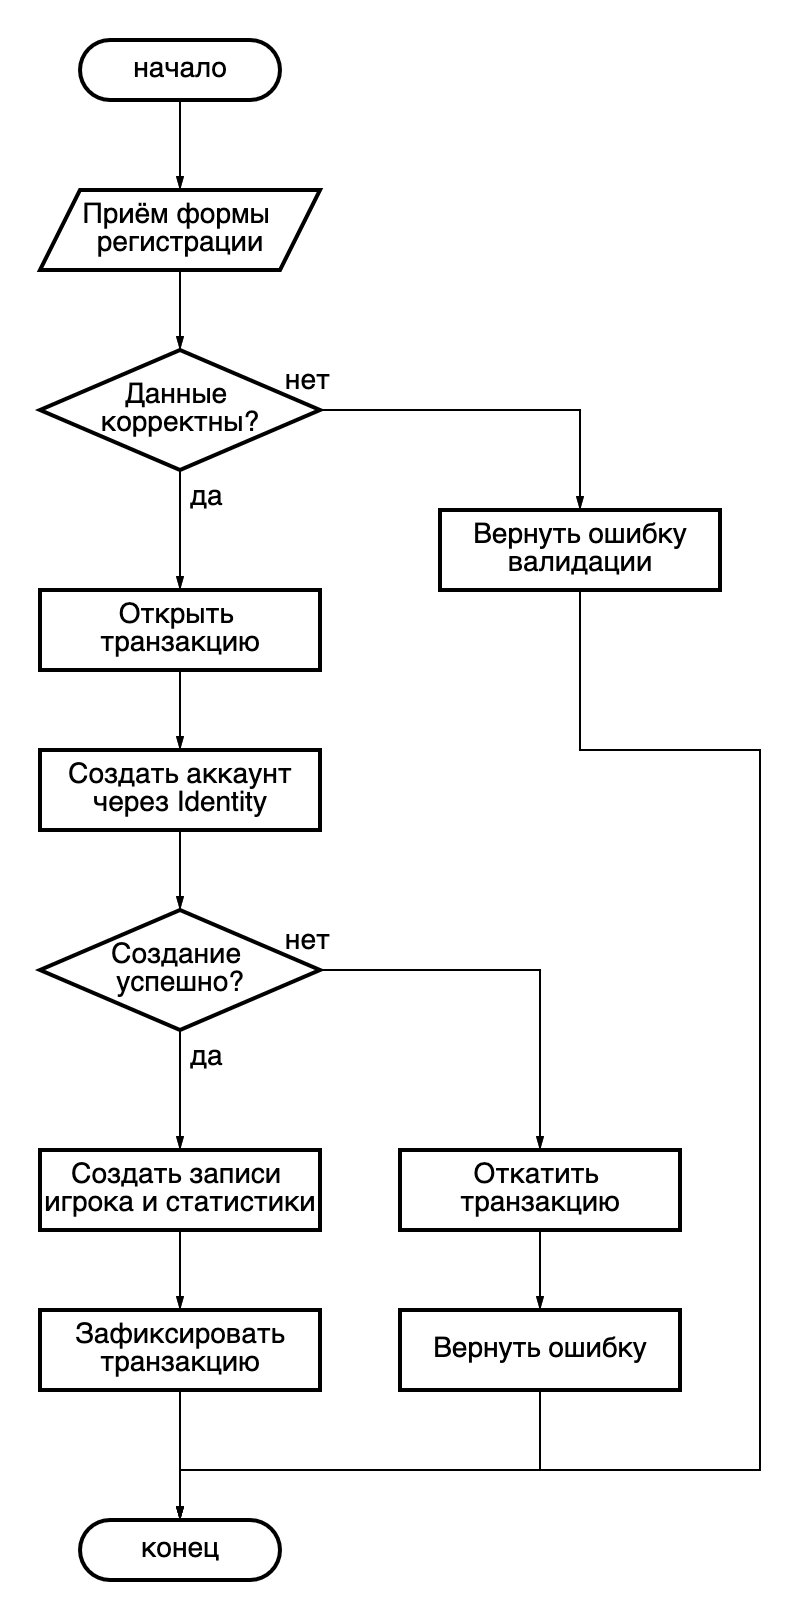 начало
Приём формы
регистрации
Данные
корректны?
нет
да
Вернуть ошибку
валидации
Открыть
транзакцию
Создать аккаунт
через Identity
Создание
успешно?
нет
да
Создать записи
игрока и статистики
Откатить
транзакцию
Зафиксировать
транзакцию
Вернуть ошибку
конец